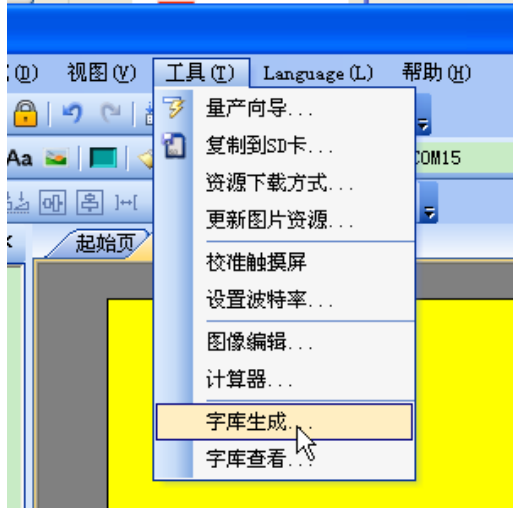 (D) 视图(V) 工具(T) Language(L) 帮助(H)
量产向导...
复制到SD卡...
Aa COM15
资源下载方式...
更新图片资源...
起始页
校准触摸屏
设置波特率...
图像编辑...
计算器...
字库生成...
字库查看...